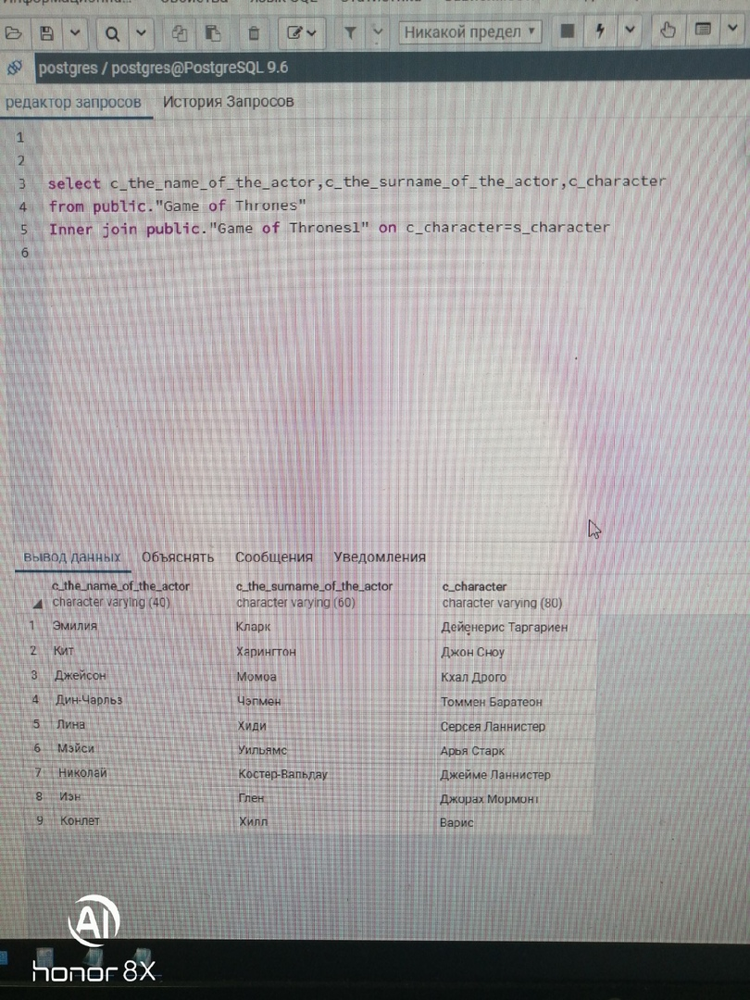 Никакой предел
postgres / postgres@PostgreSQL 9.6
редактор запросов История Запросов
1
2
3 select c_the_name_of_the_actor,c_the_surname_of_the_actor,c_character
4 from public."Game of Thrones"
5 Inner join public."Game of Thrones1" on c_character=s_character
6
вывод данных Объяснять Сообщения Уведомления
c_the_name_of_the_actor c_the_surname_of_the_actor c_character
character varying (40) character varying (60) character varying (80)
1 Эмилия Кларк Дейенерис Таргариен
2 Кит Харингтон Джон Сноу
3 Джейсон Момоа Кхал Дрого
4 Дин-Чарльз Чэпмен Томмен Баратеон
5 Лина Хиди Серсея Ланнистер
6 Мэйси Уильямс Арья Старк
7 Николай Костер-Вальдау Джейме Ланнистер
8 Иэн Глен Джорах Мормонт
9 Конлет Хилл Варис
AI
honor 8X